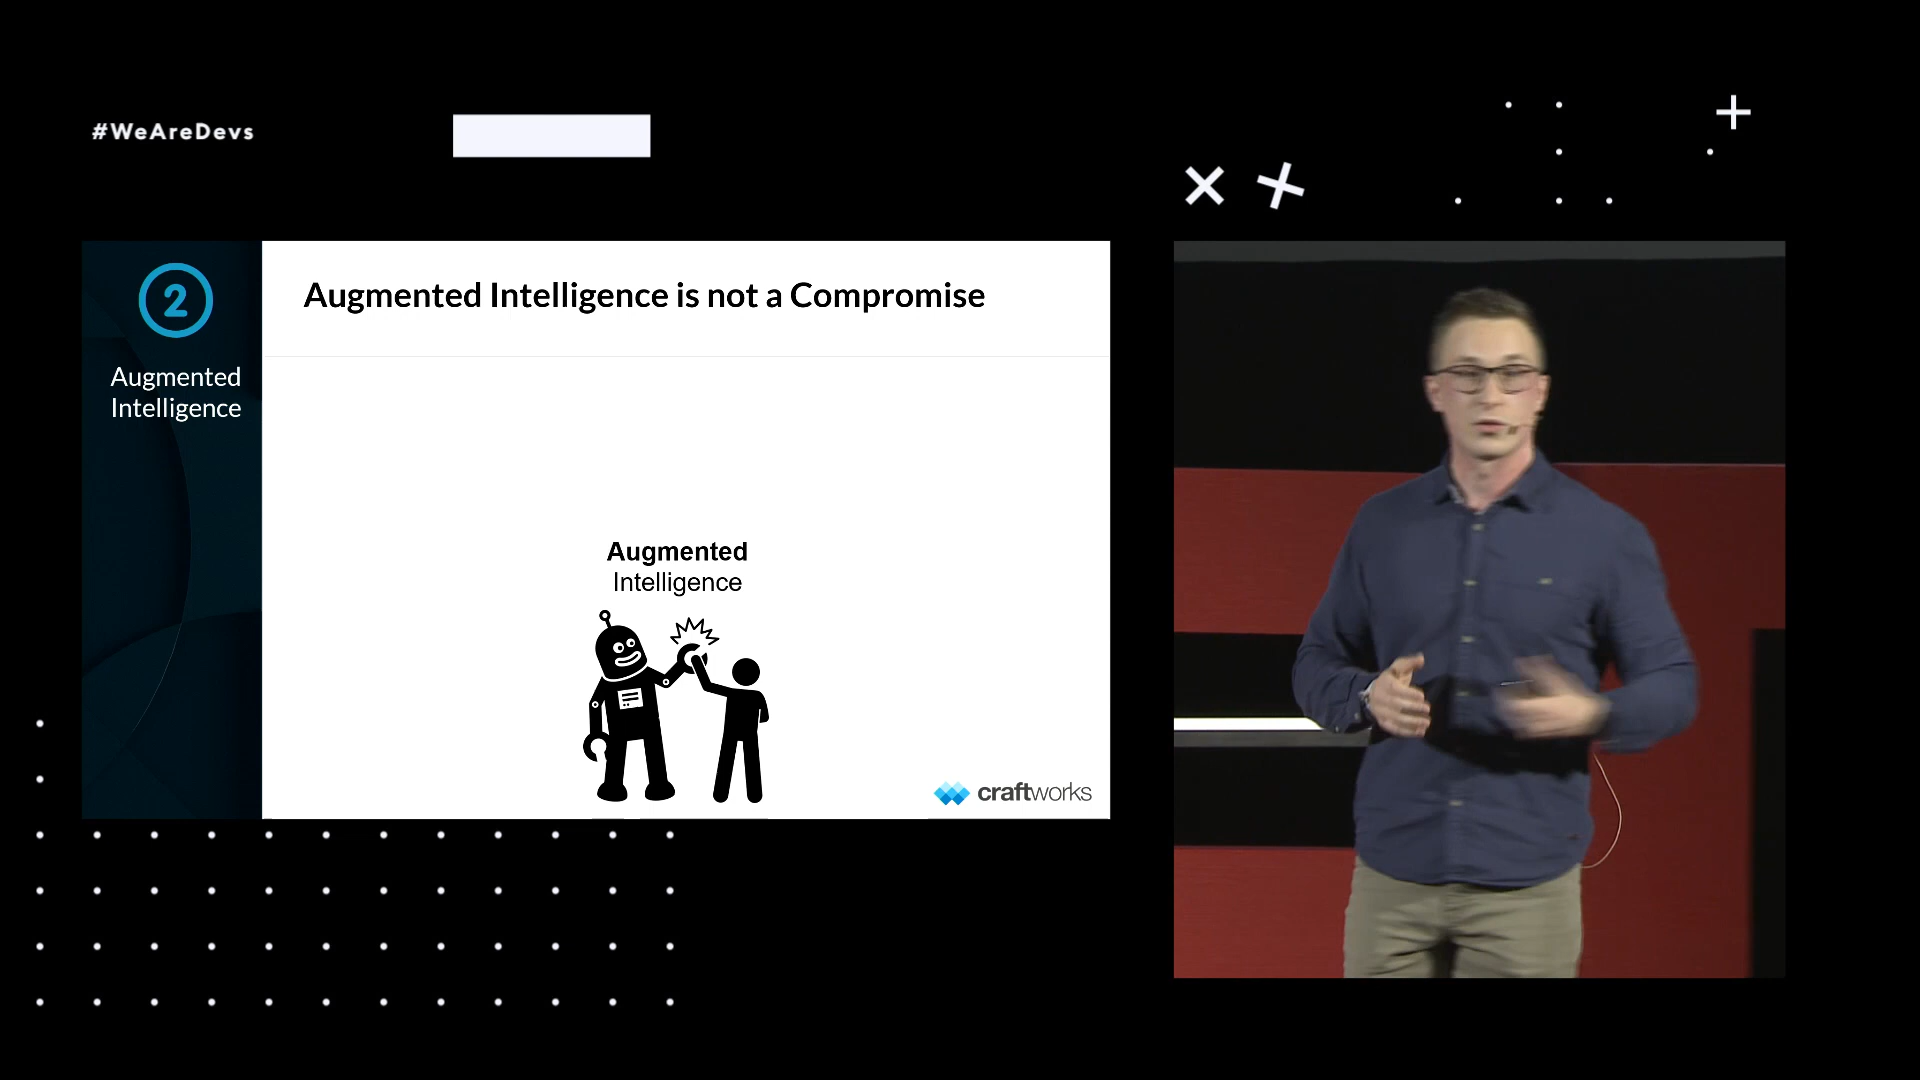 #WeAreDevs
2
Augmented
Intelligence
Augmented Intelligence is not a Compromise
Augmented
Intelligence
craftworks